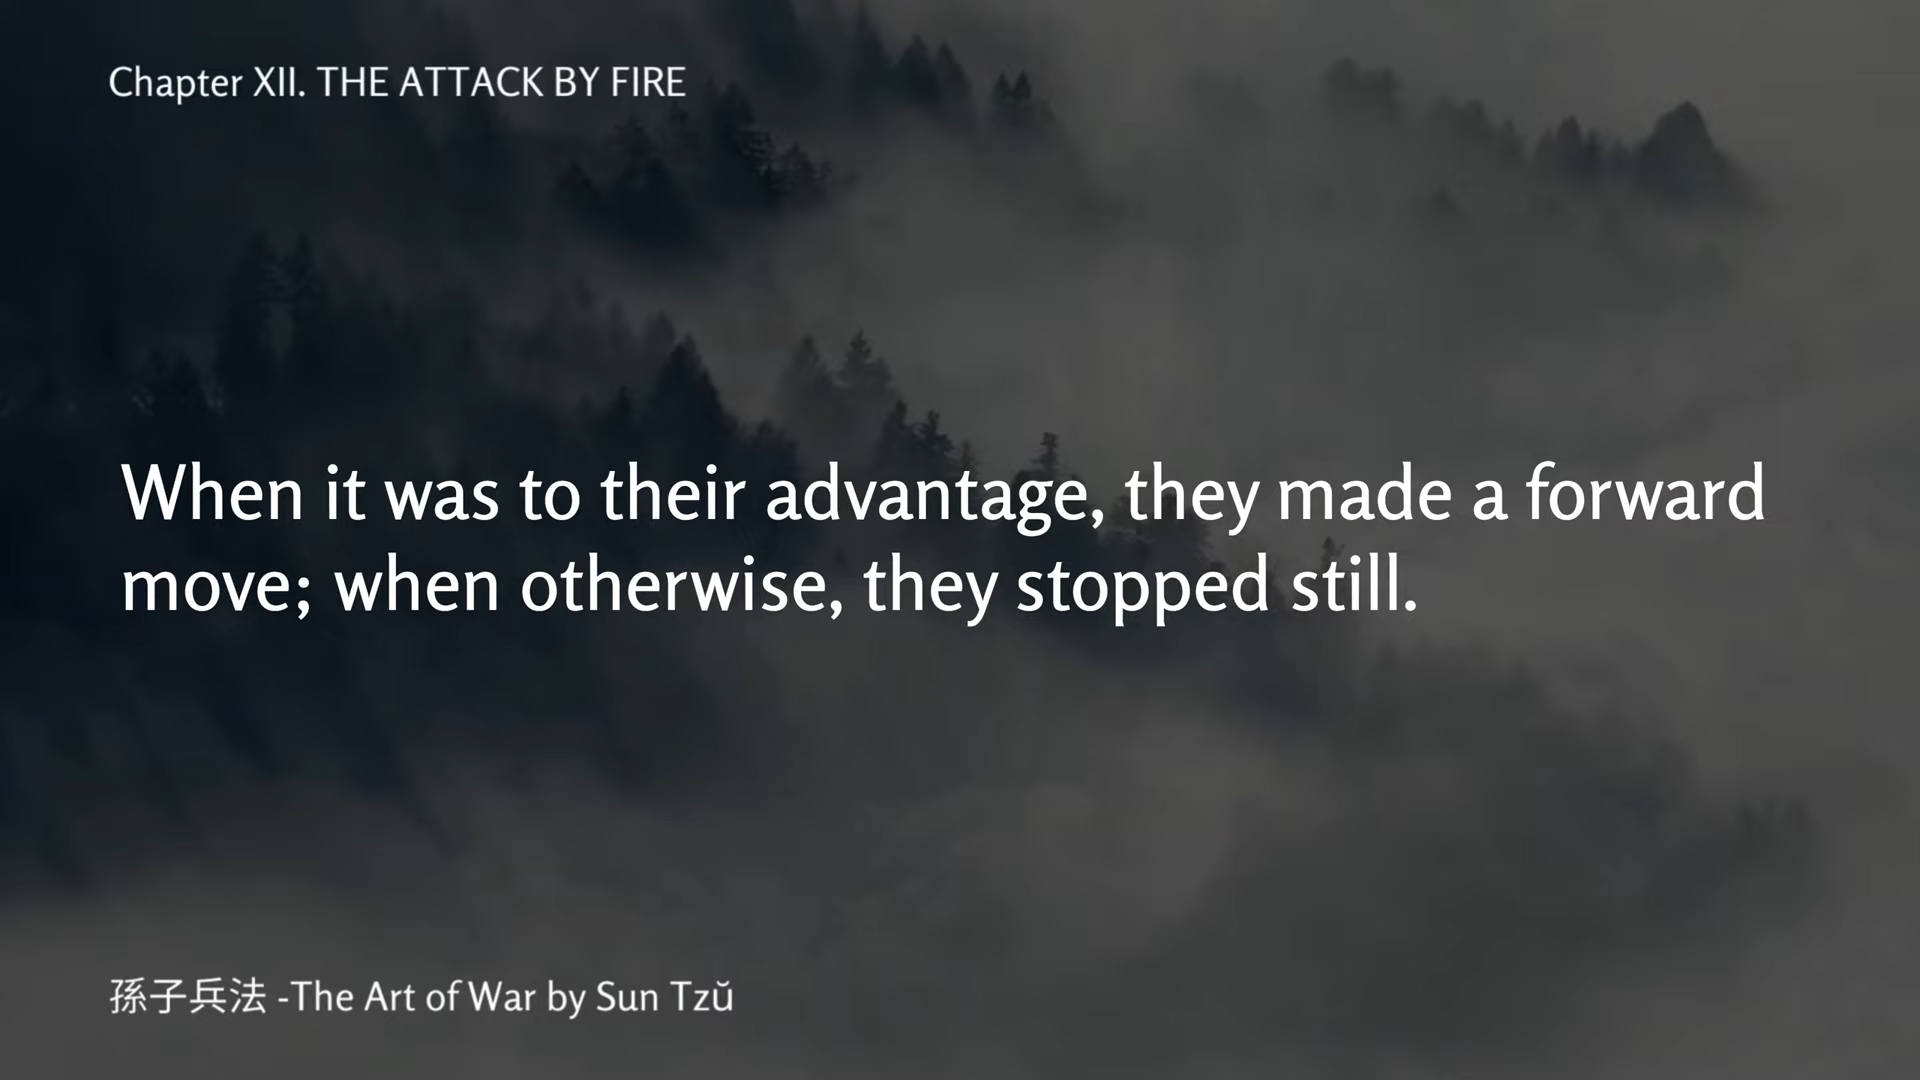 Chapter XII. THE ATTACK BY FIRE
When it was to their advantage, they made a forward
move; when otherwise, they stopped still.
孫子兵法 -The Art of War by Sun Tzŭ